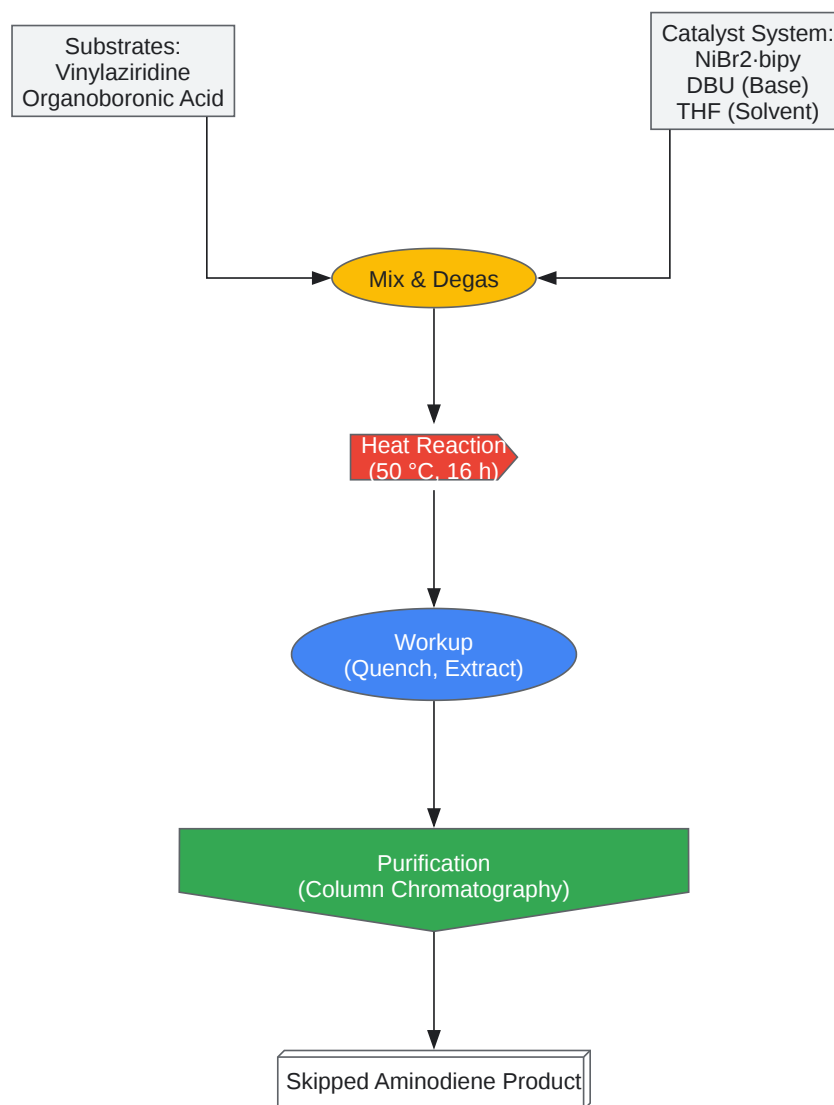 Substrates:
Vinylaziridine
Organoboronic Acid
Catalyst System:
NiBr2·bipy
DBU (Base)
THF (Solvent)
Mix & Degas
Heat Reaction
(50 °C, 16 h)
Workup
(Quench, Extract)
Purification
(Column Chromatography)
Skipped Aminodiene Product